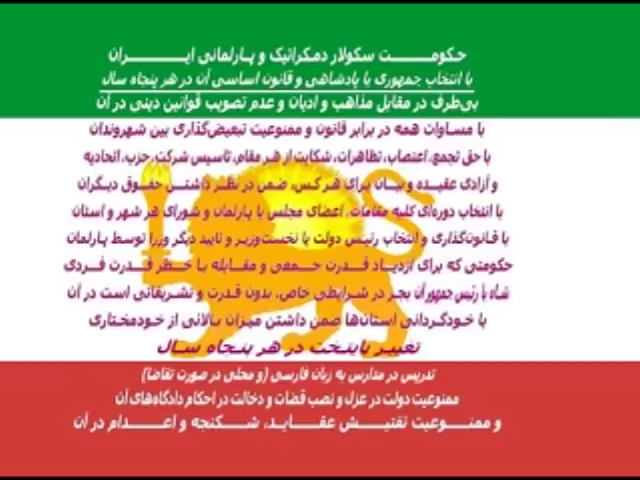 حکومت سکولار دمکراتیک و پارلمانی ایران
با انتخاب جمهوری یا پادشاهی و قانون اساسی آن در هر پنجاه سال
بی‌طرف در مقابل مذاهب و ادیان و عدم تصویب قوانین دینی در آن
با مساوات همه در برابر قانون و ممنوعیت تبعیض‌گذاری بین شهروندان
با حق تجمع، اعتصاب، تظاهرات، شکایت از هر مقام، تاسیس شرکت، حزب، اتحادیه
و آزادی عقیده و بیان برای هر کس، ضمن در نظر داشتن حقوق دیگران
با انتخاب دوره‌ای کلیه مقامات، اعضای مجلس یا پارلمان و شورای هر شهر و استان
با قانون‌گذاری و انتخاب رئیس دولت یا نخست‌وزیر و تایید دیگر وزرا توسط پارلمان
حکومتی که برای ازدیاد قدرت جمعی و مقابله با خطر قدرت فردی
شاه یا رئیس جمهور آن بجز در شرایطی خاص، بدون قدرت و تشریفاتی است در آن
با خودگردانی استان‌ها ضمن داشتن میزان بالائی از خودمختاری
تغییر پایتخت در هر پنجاه سال
تدریس در مدارس به زبان فارسی (و محلی در صورت تقاضا)
ممنوعیت دولت در عزل و نصب قضات و دخالت در احکام دادگاه‌های آن
و ممنوعیت تفتیش عقاید، شکنجه و اعدام در آن